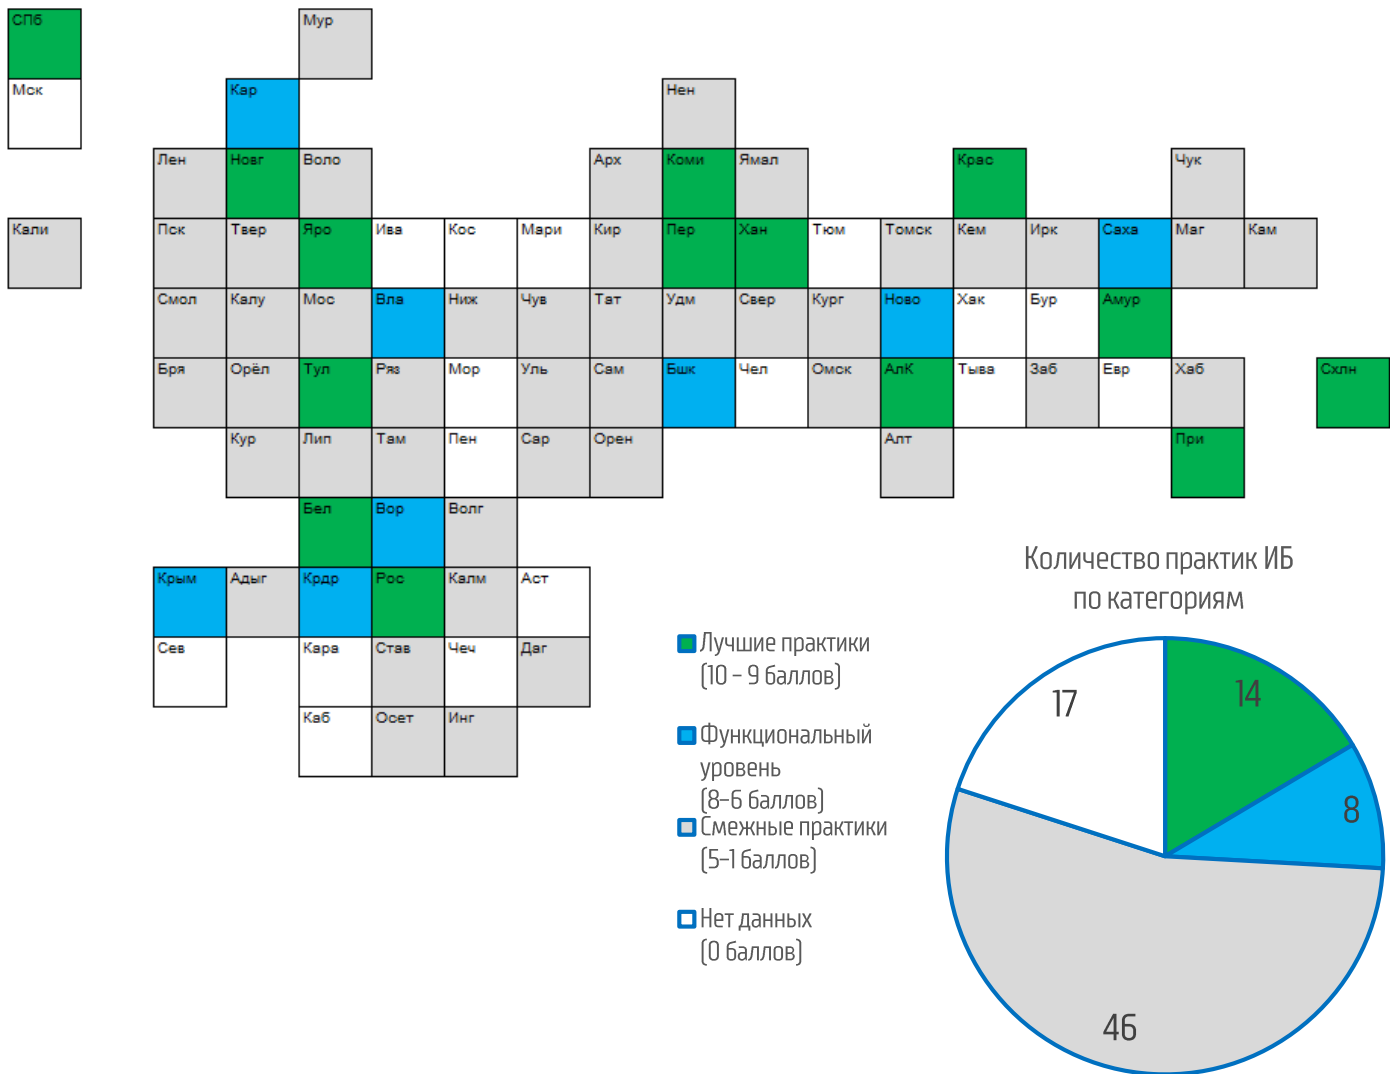 СПб Мур
Мск Кар Нен
Лен Новг Воло Арх Коми Ямал Крас Чук
Кали Пск Твер Яро Ива Кос Мари Кир Пер Хан Тюм Томск Кем Ирк Саха Маг Кам
Смол Калу Мос Вла Ниж Чув Тат Удм Свер Кург Ново Хак Бур Амур
Бря Орёл Тул Ряз Мор Уль Сам Бшк Чел Омск АлК Тыва Заб Евр Хаб Схлн
Кур Лип Там Пен Сар Орен Алт При
Бел Вор Волг
Крым Адыг Крдр Рос Калм Аст
Сев Кара Став Чеч Даг
Каб Осет Инг
Лучшие практики
(10 – 9 баллов)
Функциональный
уровень
(8–6 баллов)
Смежные практики
(5–1 баллов)
Нет данных
(0 баллов)
Количество практик ИБ
по категориям
17
14
8
46